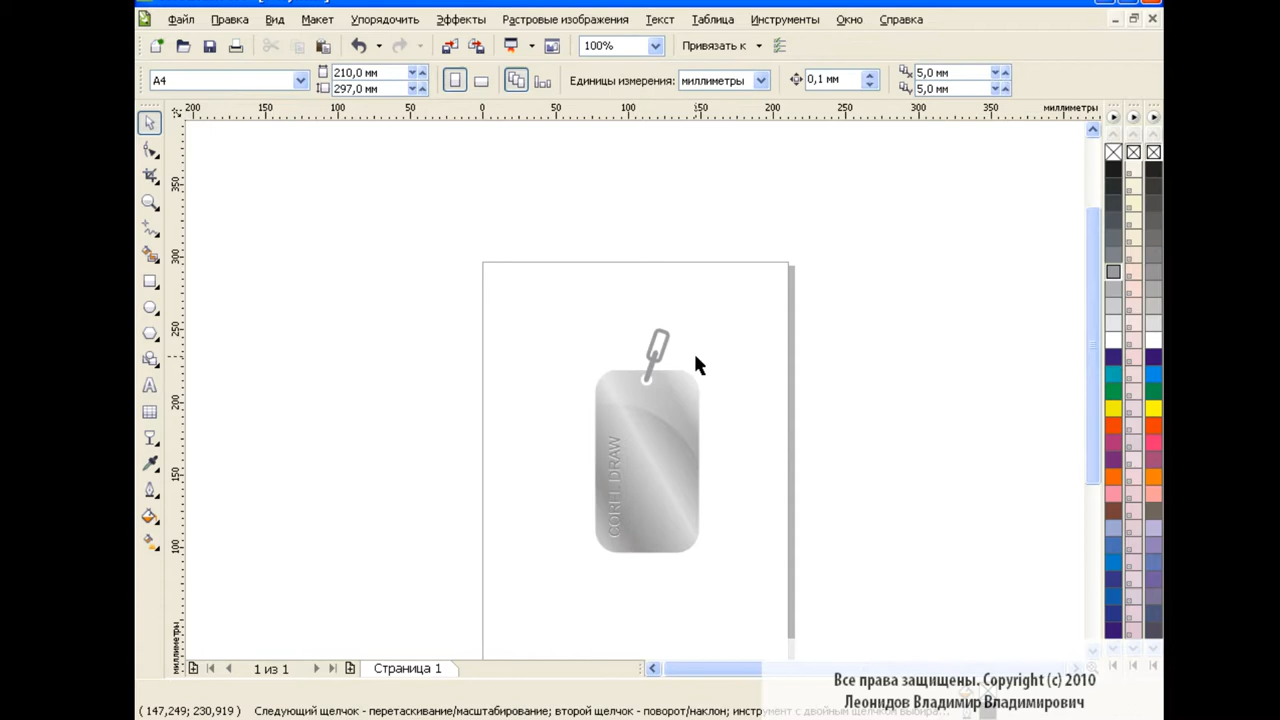 Файл Правка Вид Макет Упорядочить Эффекты Растровые изображения Текст Таблица Инструменты Окно Справка
100% Привязать к
A4 210,0 мм 297,0 мм Единицы измерения: миллиметры 0,1 мм 5,0 мм 5,0 мм
200 150 100 50 0 50 100 150 200 250 300 350 миллиметры
350
300
250
200
150
100
миллиметры
COREL DRAW
1 из 1 Страница 1
Все права защищены. Copyright (c) 2010
Леонидов Владимир Владимирович
( 147,249; 230,919 ) Следующий щелчок - перетаскивание/масштабирование; второй щелчок - поворот/наклон; инструмент с двойным щелчком